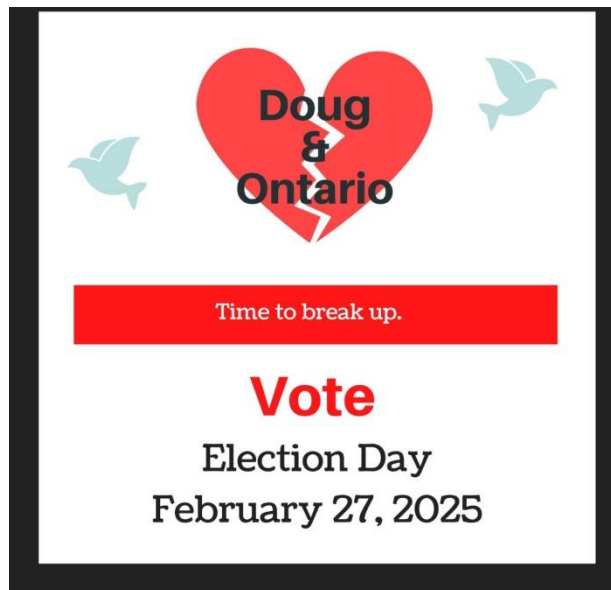 Doug
&
Ontario
Time to break up.
Vote
Election Day
February 27, 2025